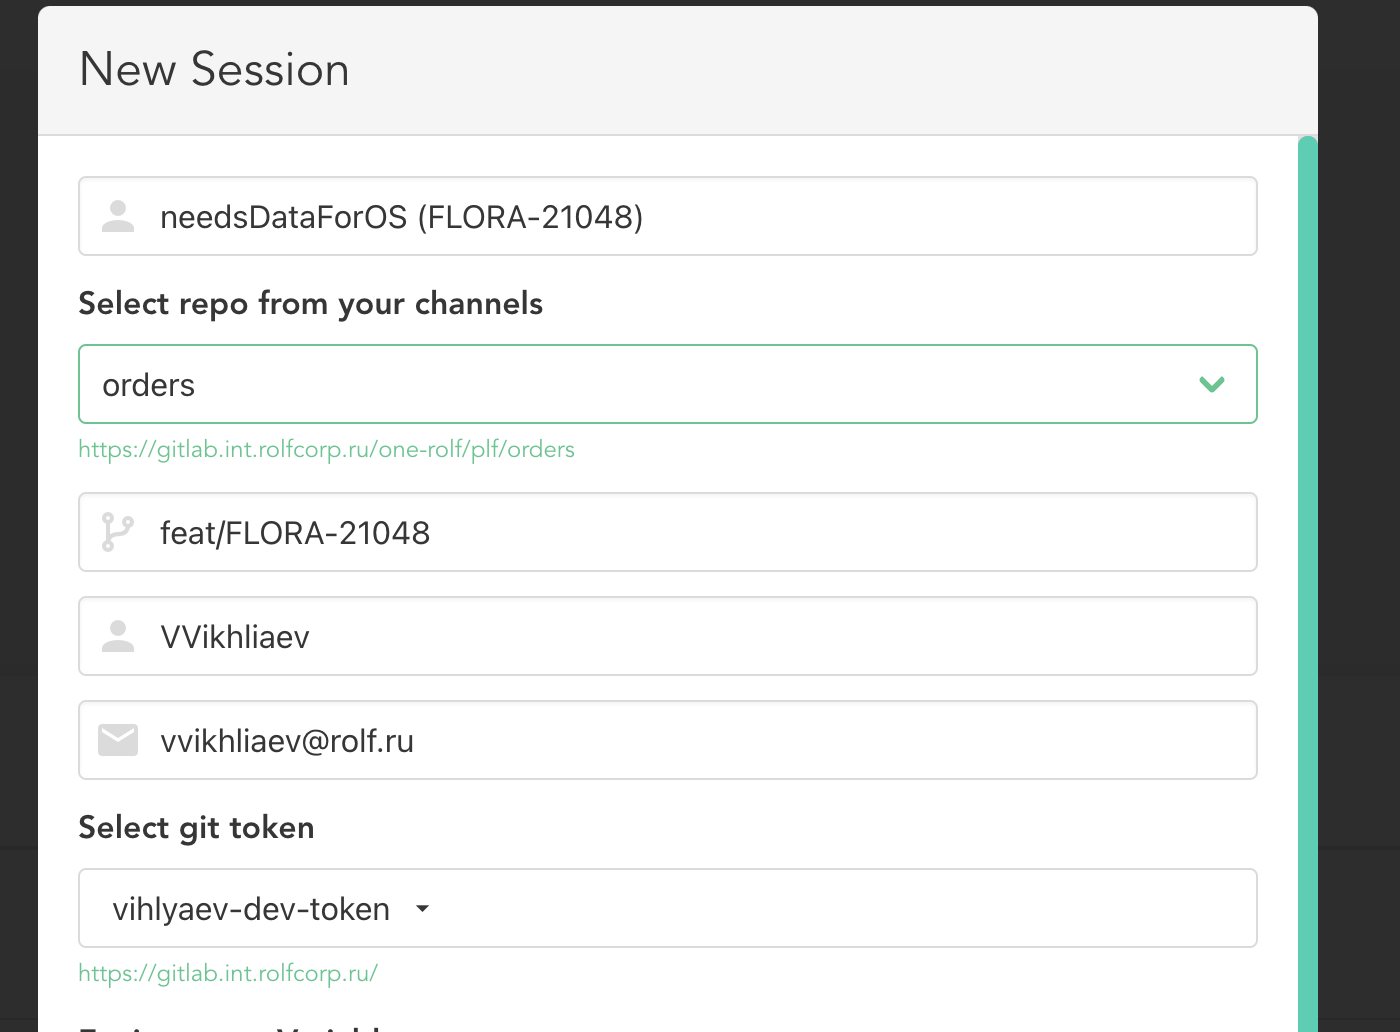 New Session
needsDataForOS (FLORA-21048)
Select repo from your channels
orders
https://gitlab.int.rolfcorp.ru/one-rolf/plf/orders
feat/FLORA-21048
VVikhliaev
vvikhliaev@rolf.ru
Select git token
vihlyaev-dev-token
https://gitlab.int.rolfcorp.ru/